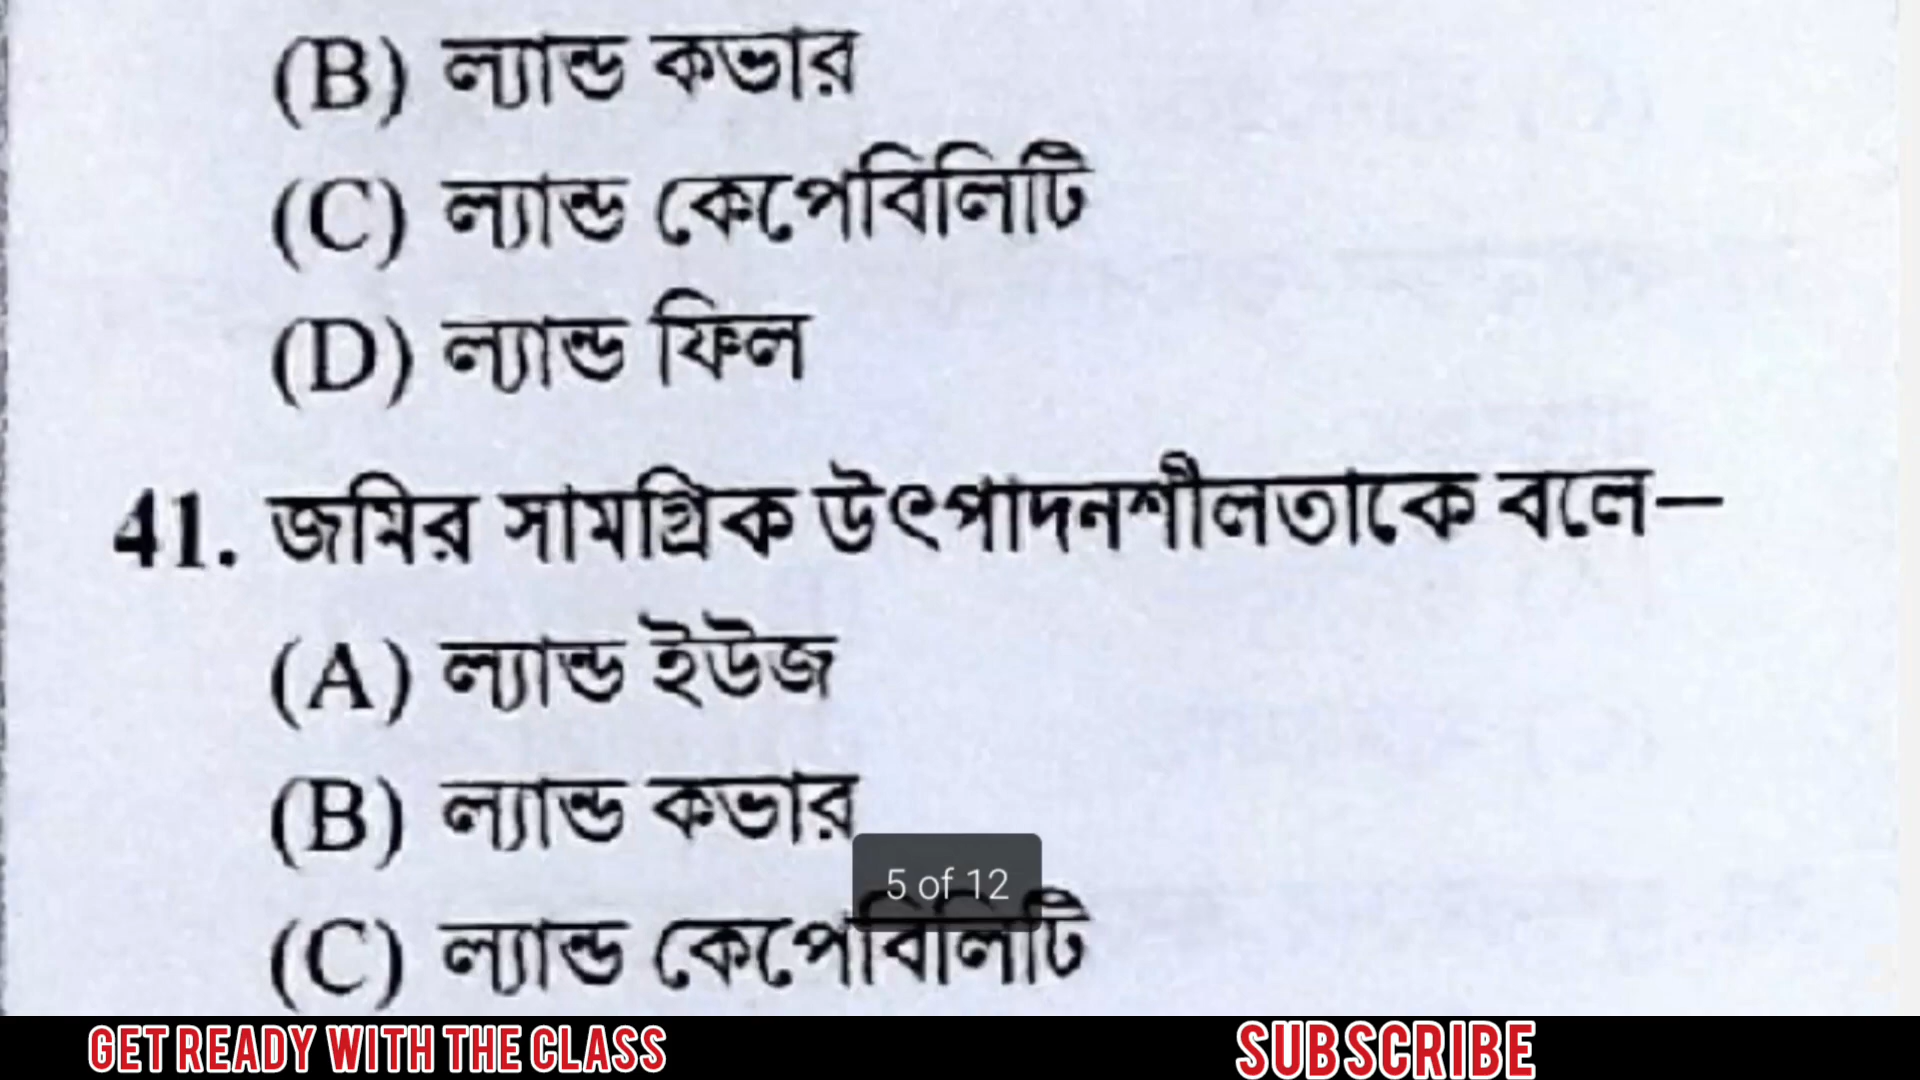 (B) ল্যান্ড কভার
(C) ল্যান্ড কেপেবিলিটি
(D) ল্যান্ড ফিল
41. জমির সামগ্রিক উৎপাদনশীলতাকে বলে—
(A) ল্যান্ড ইউজ
(B) ল্যান্ড কভার
5 of 12
(C) ল্যান্ড কেপেবিলিটি
GET READY WITH THE CLASS
SUBSCRIBE